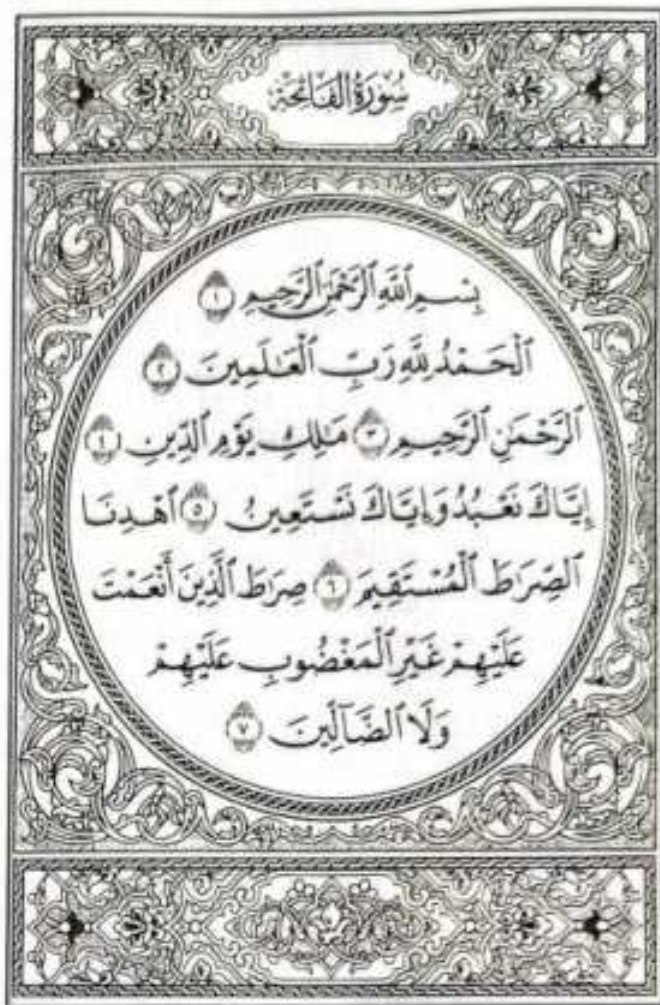 سُورَةُ الفَاتِحَةِ
بِسْمِ ٱللَّهِ ٱلرَّحْمَٰنِ ٱلرَّحِيمِ ١
ٱلْحَمْدُ لِلَّهِ رَبِّ ٱلْعَٰلَمِينَ ٢
ٱلرَّحْمَٰنِ ٱلرَّحِيمِ ٣ مَٰلِكِ يَوْمِ ٱلدِّينِ ٤
إِيَّاكَ نَعْبُدُ وَإِيَّاكَ نَسْتَعِينُ ٥ ٱهْدِنَا
ٱلصِّرَٰطَ ٱلْمُسْتَقِيمَ ٦ صِرَٰطَ ٱلَّذِينَ أَنْعَمْتَ
عَلَيْهِمْ غَيْرِ ٱلْمَغْضُوبِ عَلَيْهِمْ
وَلَا ٱلضَّآلِّينَ ٧